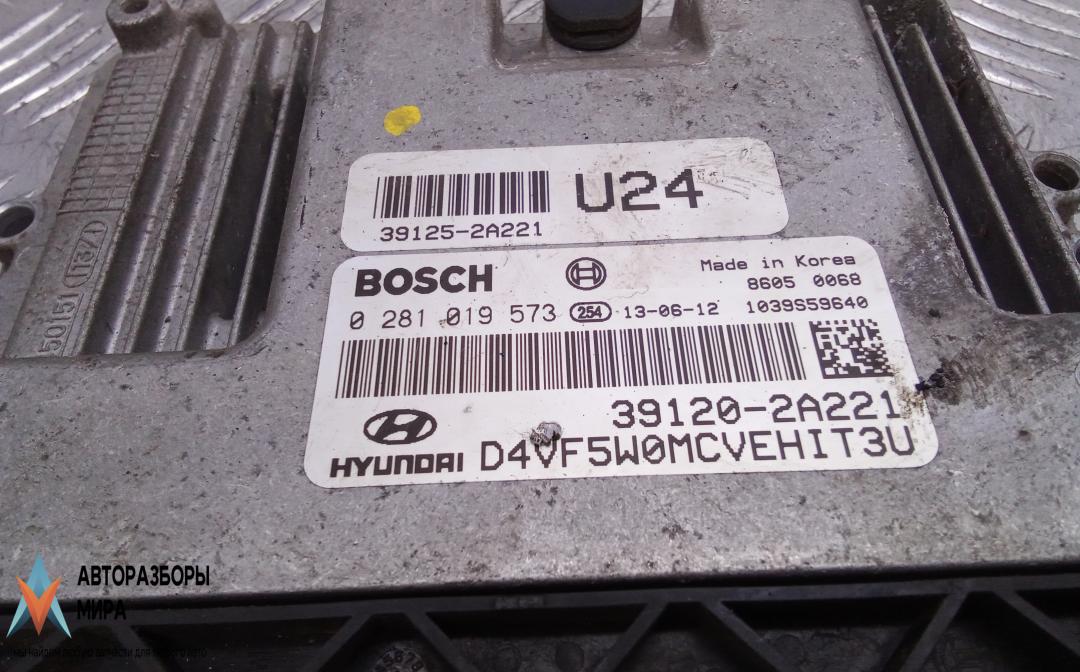 U24
39125-2A221
BOSCH
Made in Korea
8605 0068
0 281 019 573 254 13-06-12 1039S59640
39120-2A221
HYUNDAI D4VF5W0MCVEHIT3U
50151
АВТОРАЗБОРЫ
МИРА